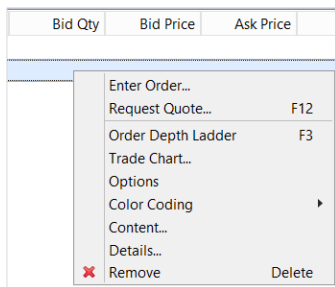 Bid Qty Bid Price Ask Price
Enter Order...
Request Quote... F12
Order Depth Ladder F3
Trade Chart...
Options
Color Coding
Content...
Details...
Remove Delete